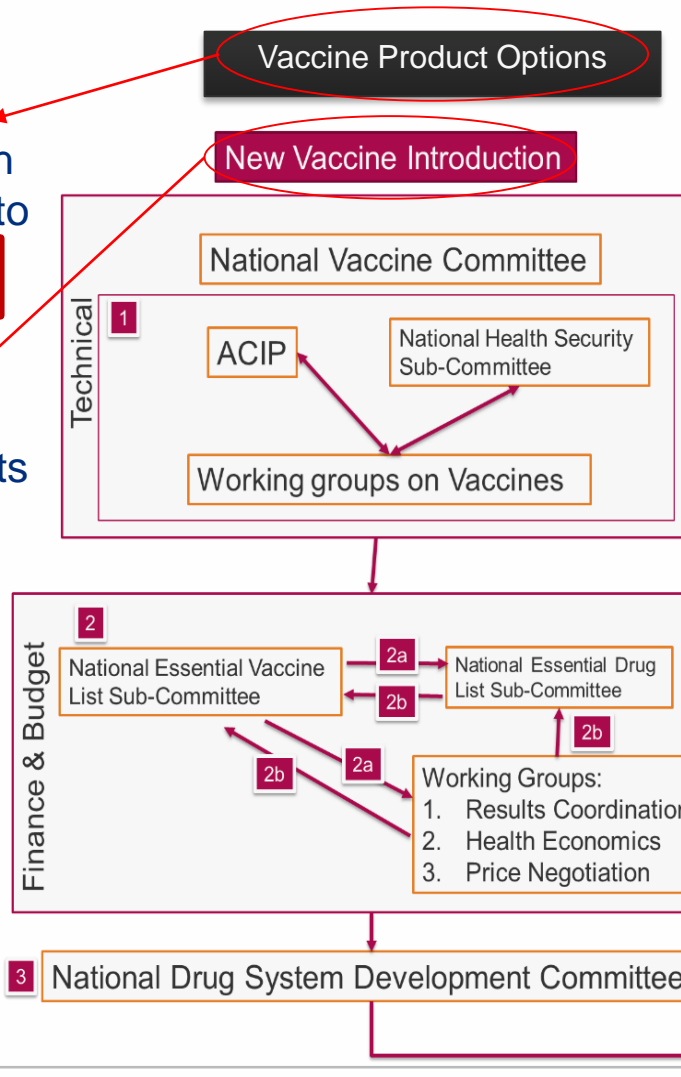 Vaccine Product Options
New Vaccine Introduction
to
National Vaccine Committee
Technical
1
ACIP
National Health Security
Sub-Committee
ts
Working groups on Vaccines
Finance & Budget
2
National Essential Vaccine
List Sub-Committee
2a
2b
National Essential Drug
List Sub-Committee
2b
2a
2b
Working Groups:
1. Results Coordination
2. Health Economics
3. Price Negotiation
3
National Drug System Development Committee